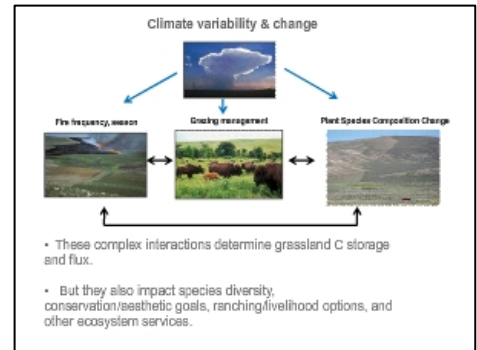 Climate variability & change
Fire frequency, season
Grazing management
Plant Species Composition Change
• These complex interactions determine grassland C storage
and flux.
• But they also impact species diversity,
conservation/aesthetic goals, ranching/livelihood options, and
other ecosystem services.